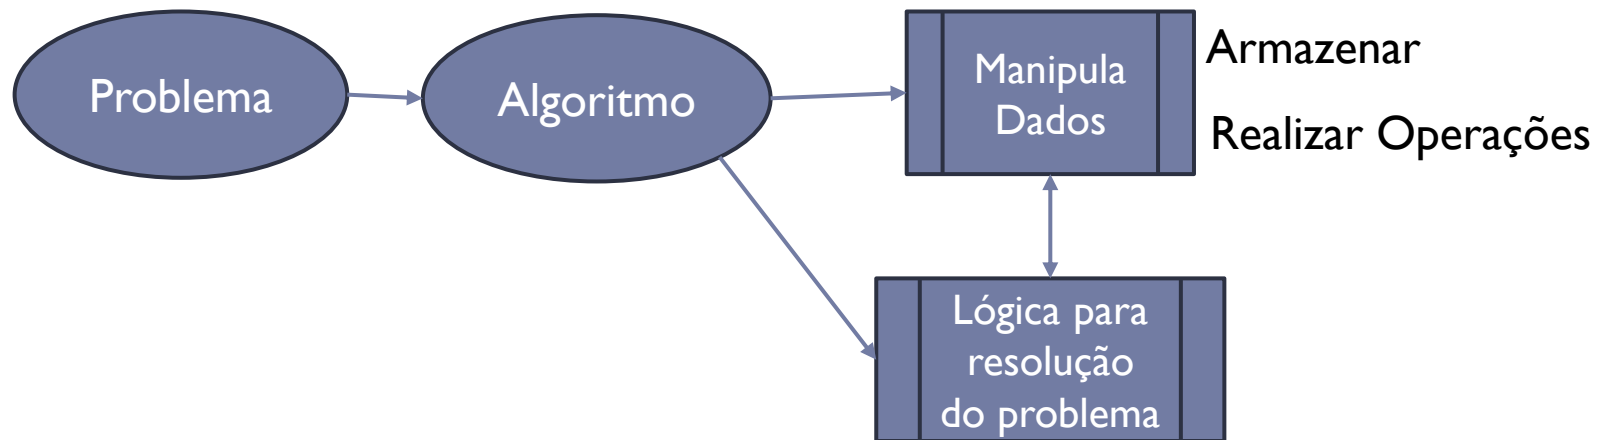 Problema
Algoritmo
Manipula
Dados
Armazenar
Realizar Operações
Lógica para
resolução
do problema